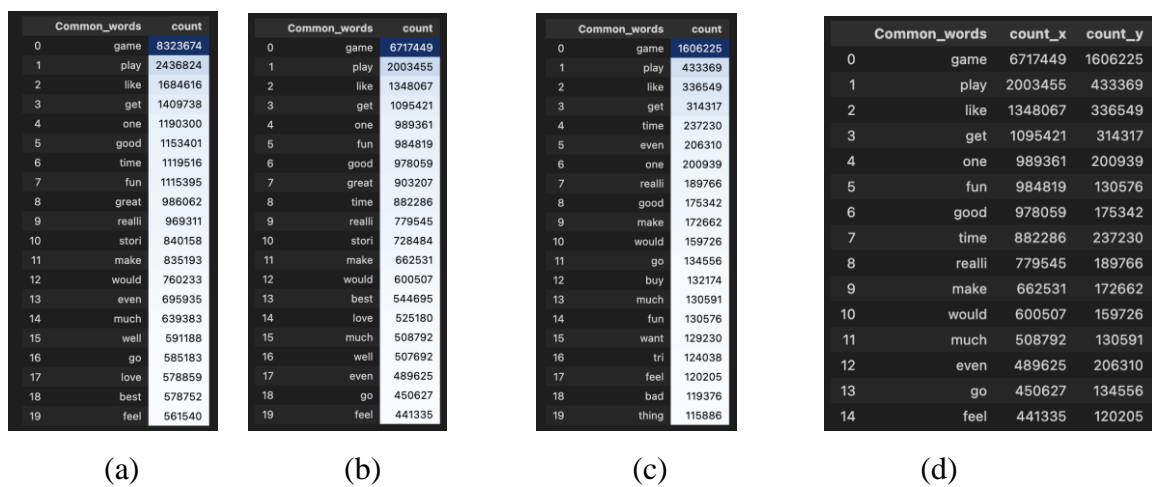 Common_words count
0 game 8323674
1 play 2436824
2 like 1684616
3 get 1409738
4 one 1190300
5 good 1153401
6 time 1119516
7 fun 1115395
8 great 986062
9 realli 969311
10 stori 840158
11 make 835193
12 would 760233
13 even 695935
14 much 639383
15 well 591188
16 go 585183
17 love 578859
18 best 578752
19 feel 561540
(a)
Common_words count
0 game 6717449
1 play 2003455
2 like 1348067
3 get 1095421
4 one 989361
5 fun 984819
6 good 978059
7 great 903207
8 time 882286
9 realli 779545
10 stori 728484
11 make 662531
12 would 600507
13 best 544695
14 love 525180
15 much 508792
16 well 507692
17 even 489625
18 go 450627
19 feel 441335
(b)
Common_words count
0 game 1606225
1 play 433369
2 like 336549
3 get 314317
4 time 237230
5 even 206310
6 one 200939
7 realli 189766
8 good 175342
9 make 172662
10 would 159726
11 go 134556
12 buy 132174
13 much 130591
14 fun 130576
15 want 129230
16 tri 124038
17 feel 120205
18 bad 119376
19 thing 115886
(c)
Common_words count_x count_y
0 game 6717449 1606225
1 play 2003455 433369
2 like 1348067 336549
3 get 1095421 314317
4 one 989361 200939
5 fun 984819 130576
6 good 978059 175342
7 time 882286 237230
8 realli 779545 189766
9 make 662531 172662
10 would 600507 159726
11 much 508792 130591
12 even 489625 206310
13 go 450627 134556
14 feel 441335 120205
(d)